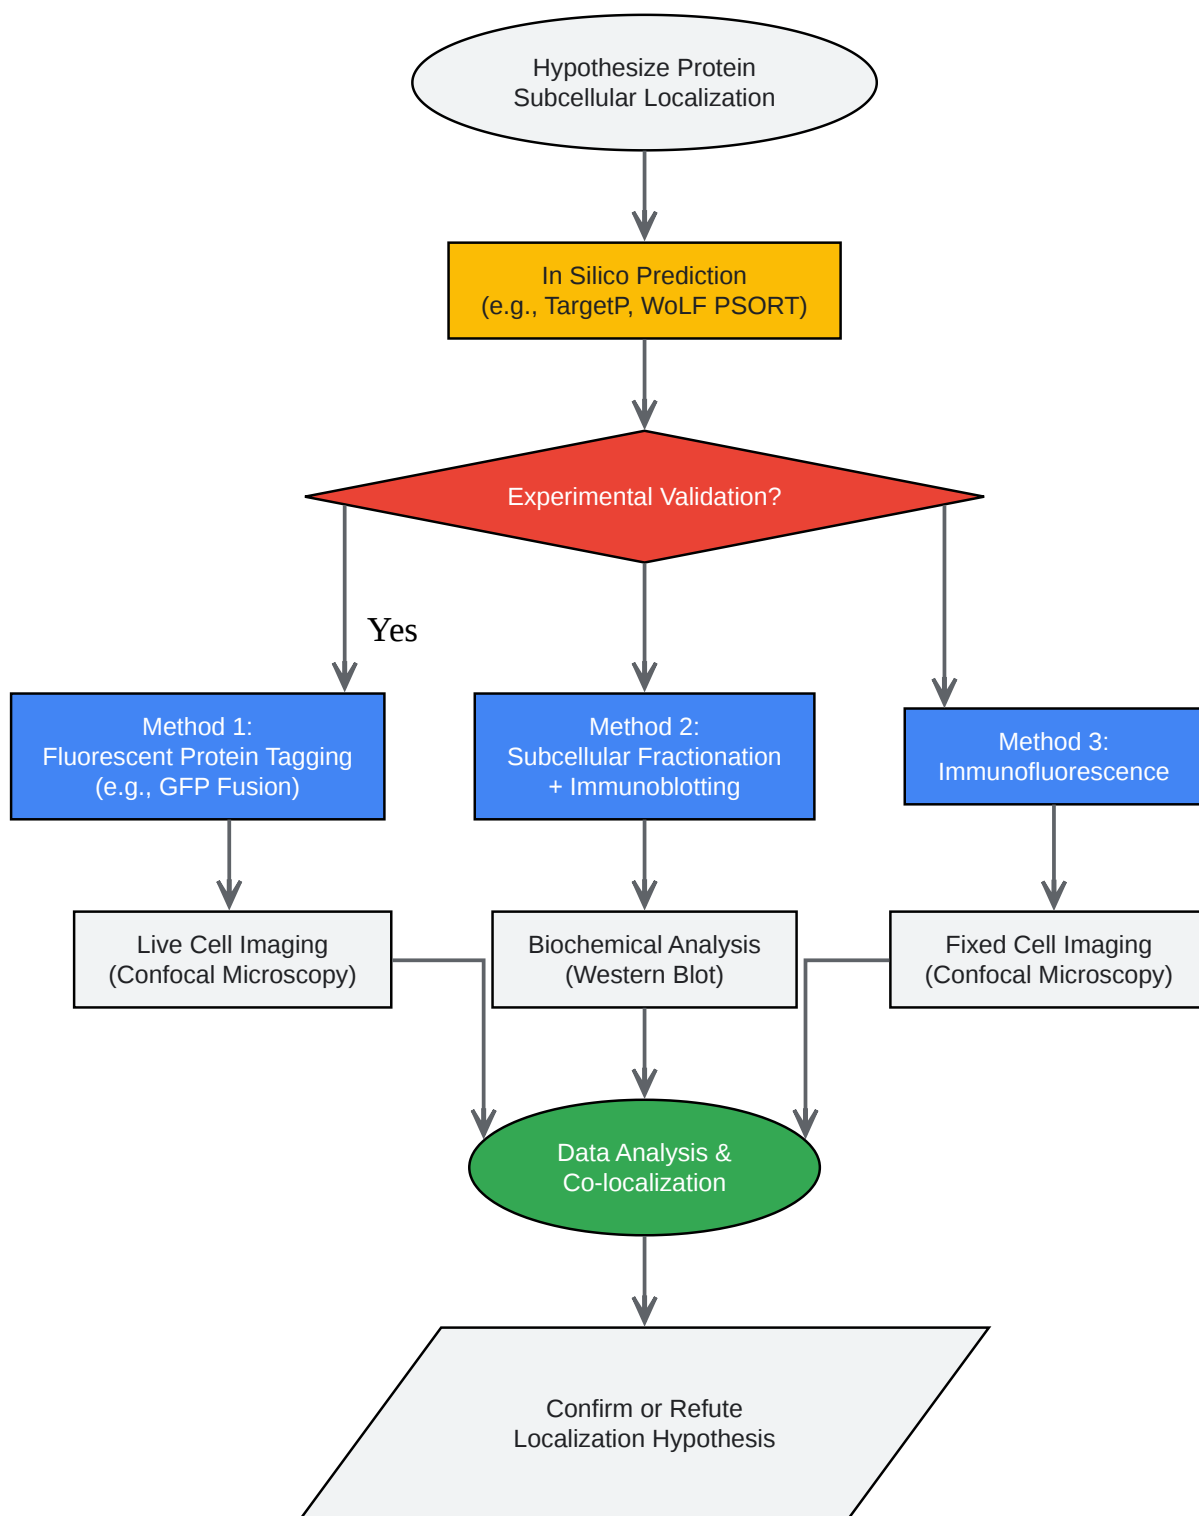 Hypothesize Protein
Subcellular Localization
In Silico Prediction
(e.g., TargetP, WoLF PSORT)
Experimental Validation?
Yes
Method 1:
Fluorescent Protein Tagging
(e.g., GFP Fusion)
Method 2:
Subcellular Fractionation
+ Immunoblotting
Method 3:
Immunofluorescence
Live Cell Imaging
(Confocal Microscopy)
Biochemical Analysis
(Western Blot)
Fixed Cell Imaging
(Confocal Microscopy)
Data Analysis &
Co-localization
Confirm or Refute
Localization Hypothesis